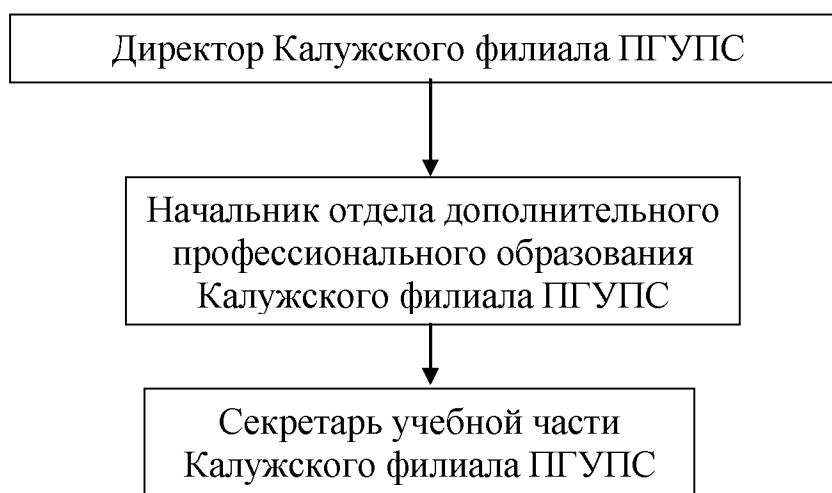 Директор Калужского филиала ПГУПС
Начальник отдела дополнительного
профессионального образования
Калужского филиала ПГУПС
Секретарь учебной части
Калужского филиала ПГУПС